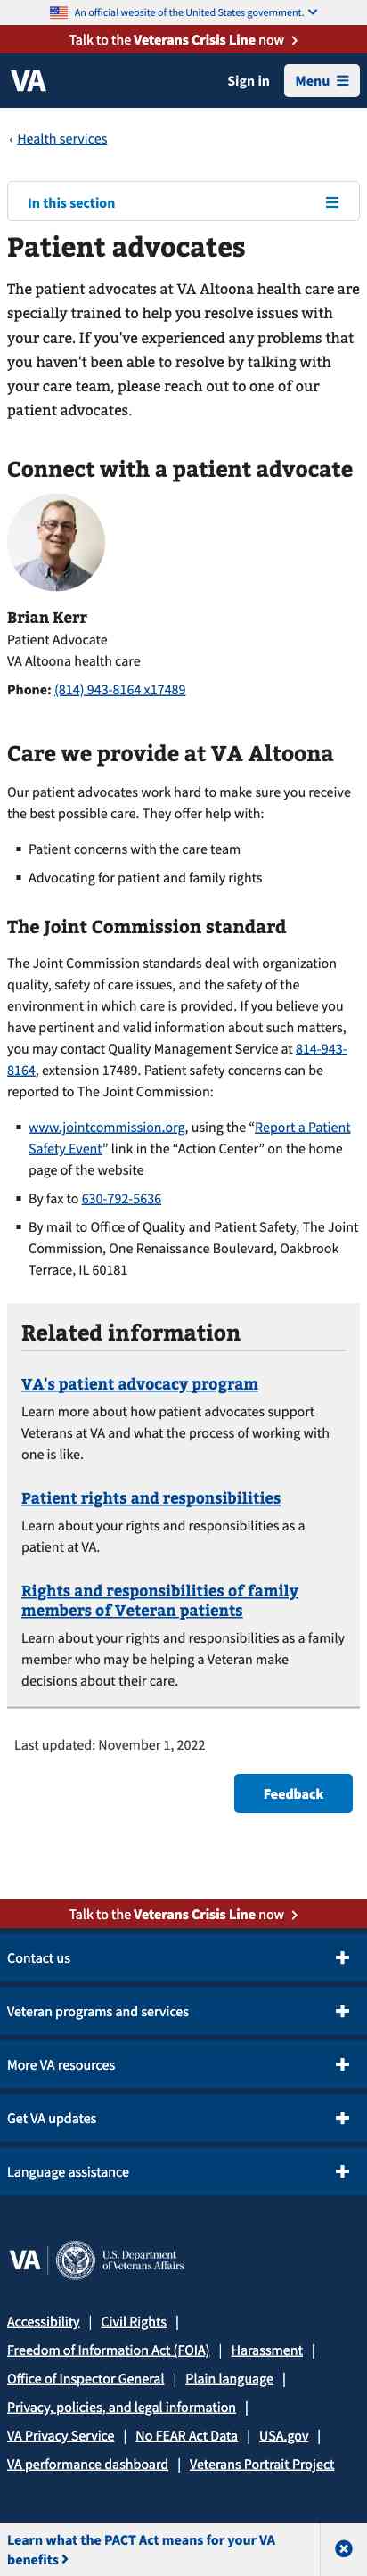 An official website of the United States government.
Talk to the Veterans Crisis Line now
VA
Sign in
Menu
‹ Health services
In this section
Patient advocates
The patient advocates at VA Altoona health care are
specially trained to help you resolve issues with
your care. If you've experienced any problems that
you haven't been able to resolve by talking with
your care team, please reach out to one of our
patient advocates.
Connect with a patient advocate
Brian Kerr
Patient Advocate
VA Altoona health care
Phone: (814) 943-8164 x17489
Care we provide at VA Altoona
Our patient advocates work hard to make sure you receive
the best possible care. They offer help with:
Patient concerns with the care team
Advocating for patient and family rights
The Joint Commission standard
The Joint Commission standards deal with organization
quality, safety of care issues, and the safety of the
environment in which care is provided. If you believe you
have pertinent and valid information about such matters,
you may contact Quality Management Service at 814-943-
8164, extension 17489. Patient safety concerns can be
reported to The Joint Commission:
www.jointcommission.org, using the “Report a Patient
Safety Event” link in the “Action Center” on the home
page of the website
By fax to 630-792-5636
By mail to Office of Quality and Patient Safety, The Joint
Commission, One Renaissance Boulevard, Oakbrook
Terrace, IL 60181
Related information
VA's patient advocacy program
Learn more about how patient advocates support
Veterans at VA and what the process of working with
one is like.
Patient rights and responsibilities
Learn about your rights and responsibilities as a
patient at VA.
Rights and responsibilities of family
members of Veteran patients
Learn about your rights and responsibilities as a family
member who may be helping a Veteran make
decisions about their care.
Last updated: November 1, 2022
Feedback
Talk to the Veterans Crisis Line now
Contact us
Veteran programs and services
More VA resources
Get VA updates
Language assistance
VA
U.S. Department
of Veterans Affairs
Accessibility | Civil Rights |
Freedom of Information Act (FOIA) | Harassment |
Office of Inspector General | Plain language |
Privacy, policies, and legal information |
VA Privacy Service | No FEAR Act Data | USA.gov |
VA performance dashboard | Veterans Portrait Project
Learn what the PACT Act means for your VA
benefits